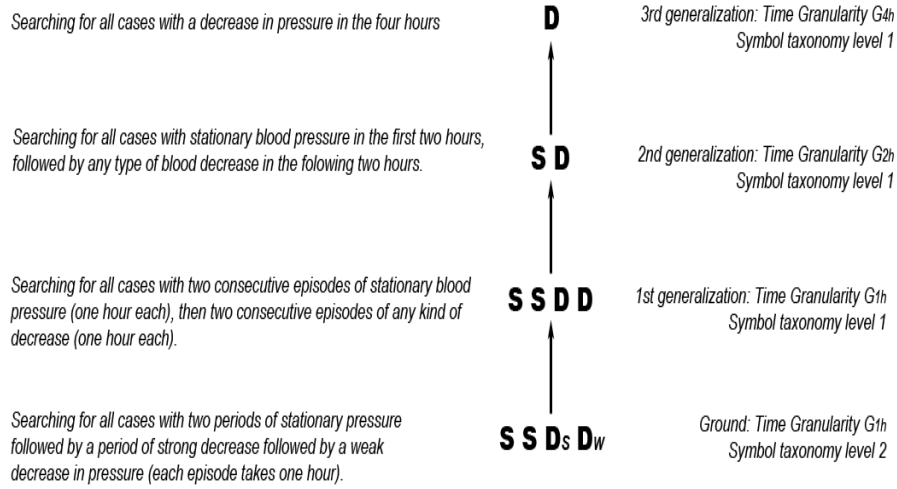 Searching for all cases with a decrease in pressure in the four hours
D
3rd generalization: Time Granularity G4h
Symbol taxonomy level 1
Searching for all cases with stationary blood pressure in the first two hours,
followed by any type of blood decrease in the folowing two hours.
S D
2nd generalization: Time Granularity G2h
Symbol taxonomy level 1
Searching for all cases with two consecutive episodes of stationary blood
pressure (one hour each), then two consecutive episodes of any kind of
decrease (one hour each).
S S D D
1st generalization: Time Granularity G1h
Symbol taxonomy level 1
Searching for all cases with two periods of stationary pressure
followed by a period of strong decrease followed by a weak
decrease in pressure (each episode takes one hour).
S S Ds Dw
Ground: Time Granularity G1h
Symbol taxonomy level 2